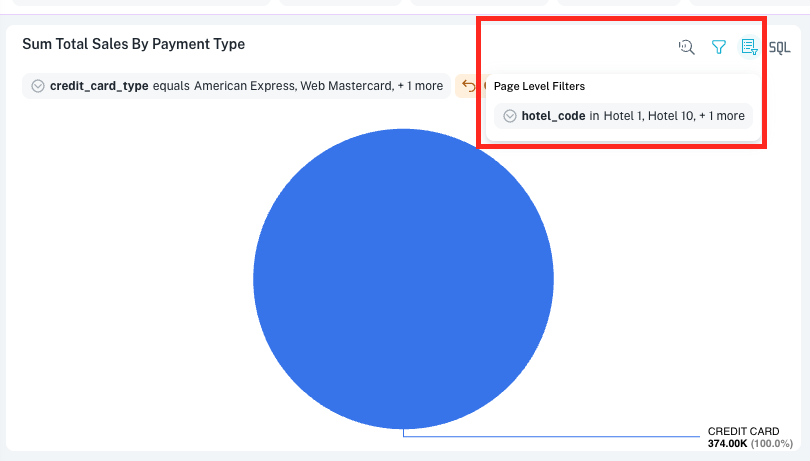 Sum Total Sales By Payment Type
SQL
credit_card_type equals American Express, Web Mastercard, + 1 more
Page Level Filters
hotel_code in Hotel 1, Hotel 10, + 1 more
CREDIT CARD
374.00K (100.0%)